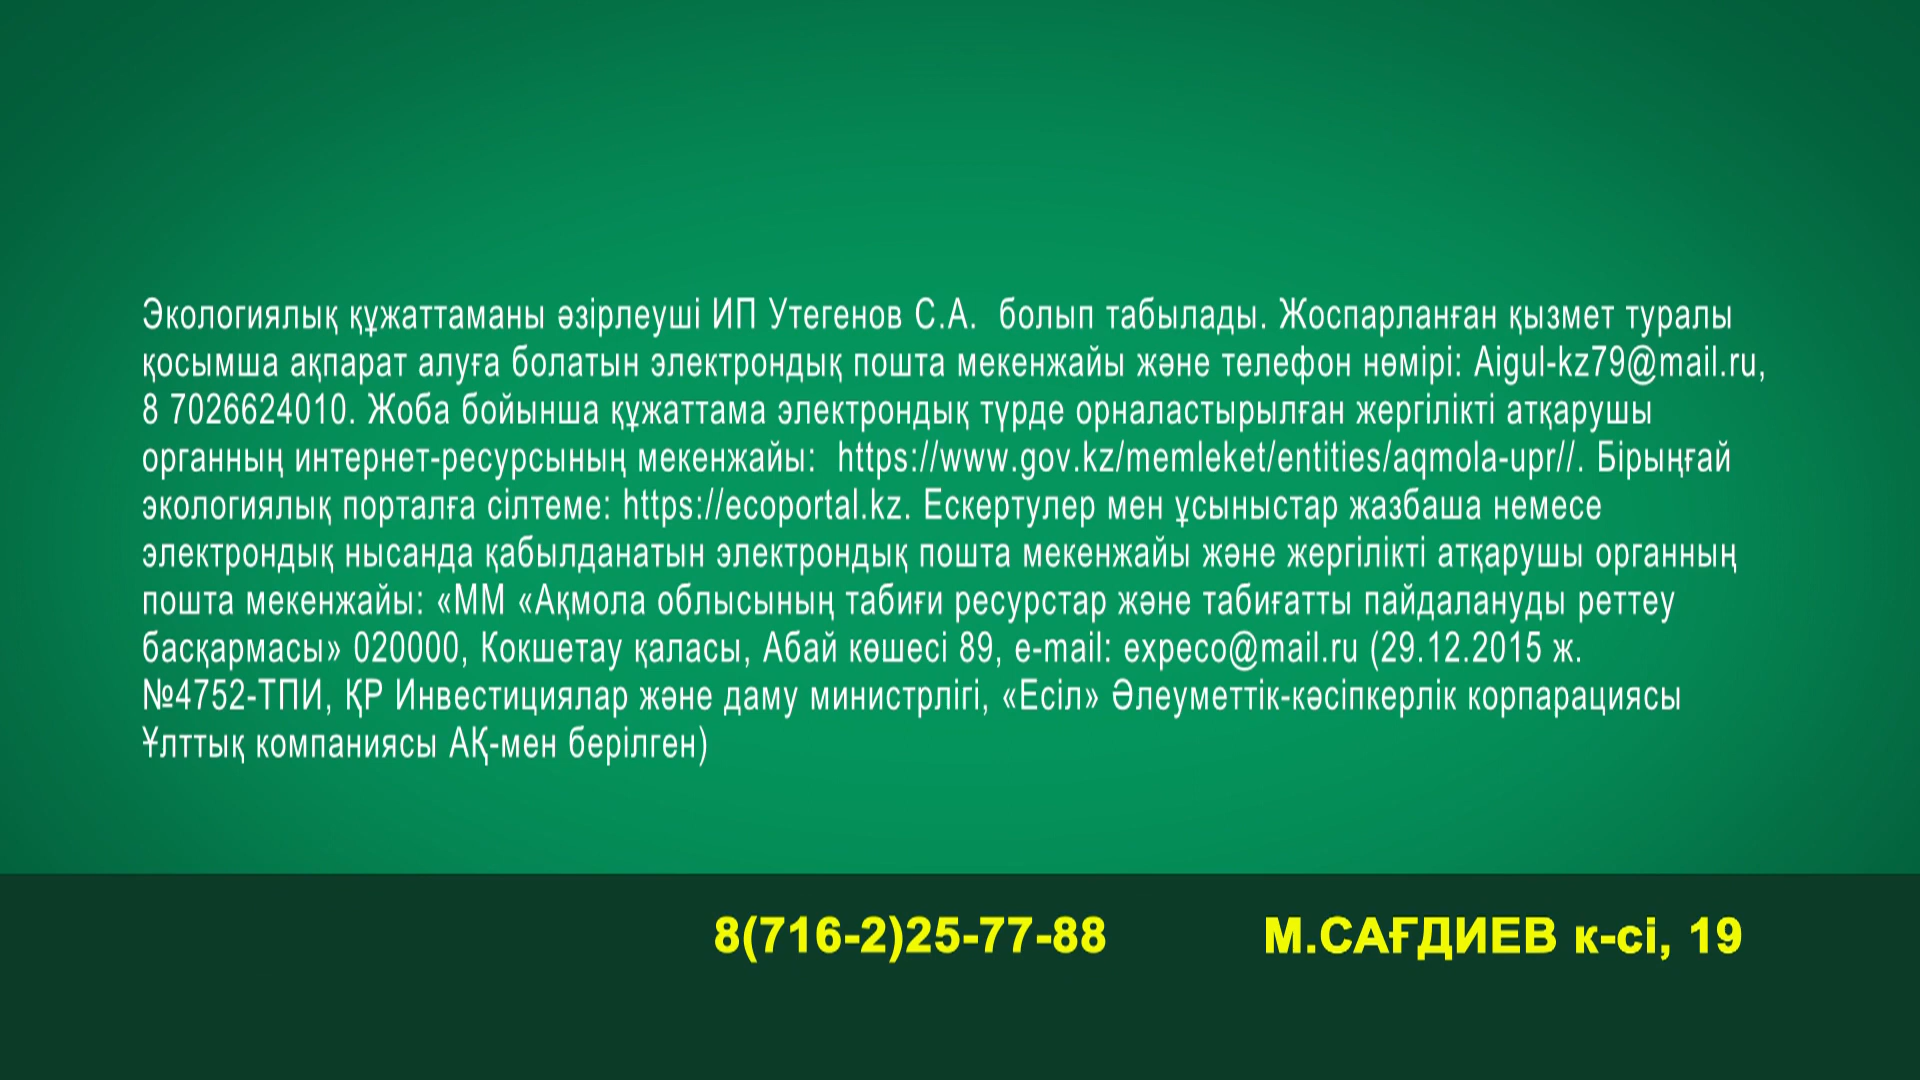 Экологиялық құжаттаманы әзірлеуші ИП Утегенов С.А.  болып табылады. Жоспарланған қызмет туралы
қосымша ақпарат алуға болатын электрондық пошта мекенжайы және телефон нөмірі: Aigul-kz79@mail.ru,
8 7026624010. Жоба бойынша құжаттама электрондық түрде орналастырылған жергілікті атқарушы
органның интернет-ресурсының мекенжайы:  https://www.gov.kz/memleket/entities/aqmola-upr//. Бірыңғай
экологиялық порталға сілтеме: https://ecoportal.kz. Ескертулер мен ұсыныстар жазбаша немесе
электрондық нысанда қабылданатын электрондық пошта мекенжайы және жергілікті атқарушы органның
пошта мекенжайы: «ММ «Ақмола облысының табиғи ресурстар және табиғатты пайдалануды реттеу
басқармасы» 020000, Кокшетау қаласы, Абай көшесі 89, e-mail: expeco@mail.ru (29.12.2015 ж.
№4752-ТПИ, ҚР Инвестициялар және даму министрлігі, «Есіл» Әлеуметтік-кәсіпкерлік корпарациясы
Ұлттық компаниясы АҚ-мен берілген)
8(716-2)25-77-88 М.САҒДИЕВ к-сі, 19